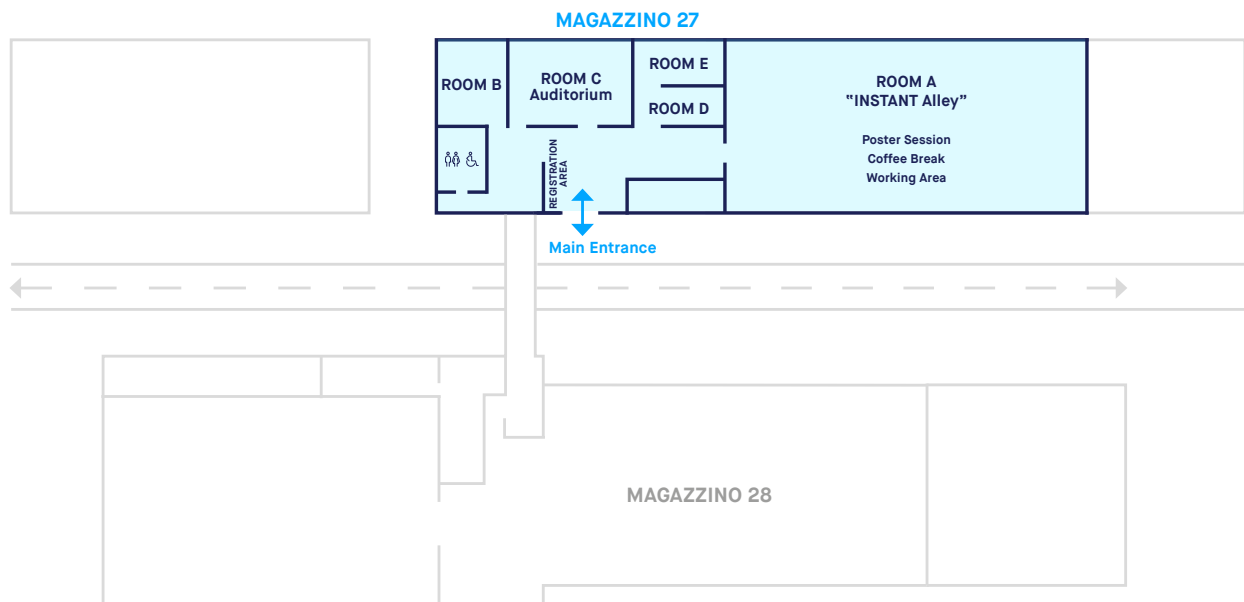 MAGAZZINO 27
ROOM B
ROOM C
Auditorium
ROOM E
ROOM D
ROOM A
“INSTANT Alley”
Poster Session
Coffee Break
Working Area
REGISTRATION
AREA
Main Entrance
MAGAZZINO 28